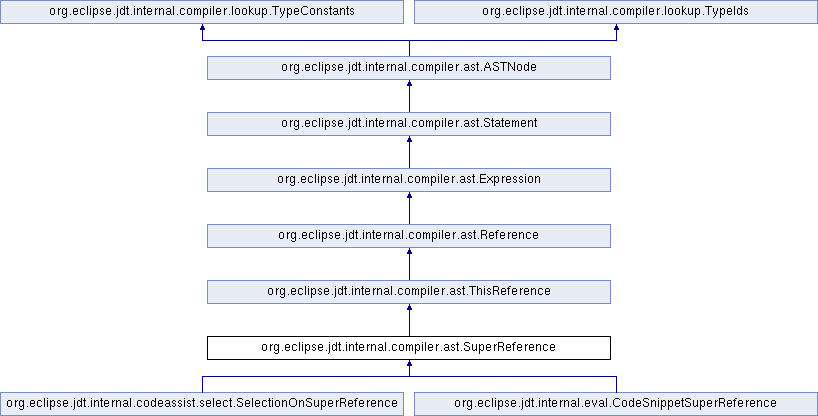 org.eclipse.jdt.internal.compiler.lookup.TypeConstants
org.eclipse.jdt.internal.compiler.lookup.TypeIds
org.eclipse.jdt.internal.compiler.ast.ASTNode
org.eclipse.jdt.internal.compiler.ast.Statement
org.eclipse.jdt.internal.compiler.ast.Expression
org.eclipse.jdt.internal.compiler.ast.Reference
org.eclipse.jdt.internal.compiler.ast.ThisReference
org.eclipse.jdt.internal.compiler.ast.SuperReference
org.eclipse.jdt.internal.codeassist.select.SelectionOnSuperReference
org.eclipse.jdt.internal.eval.CodeSnippetSuperReference